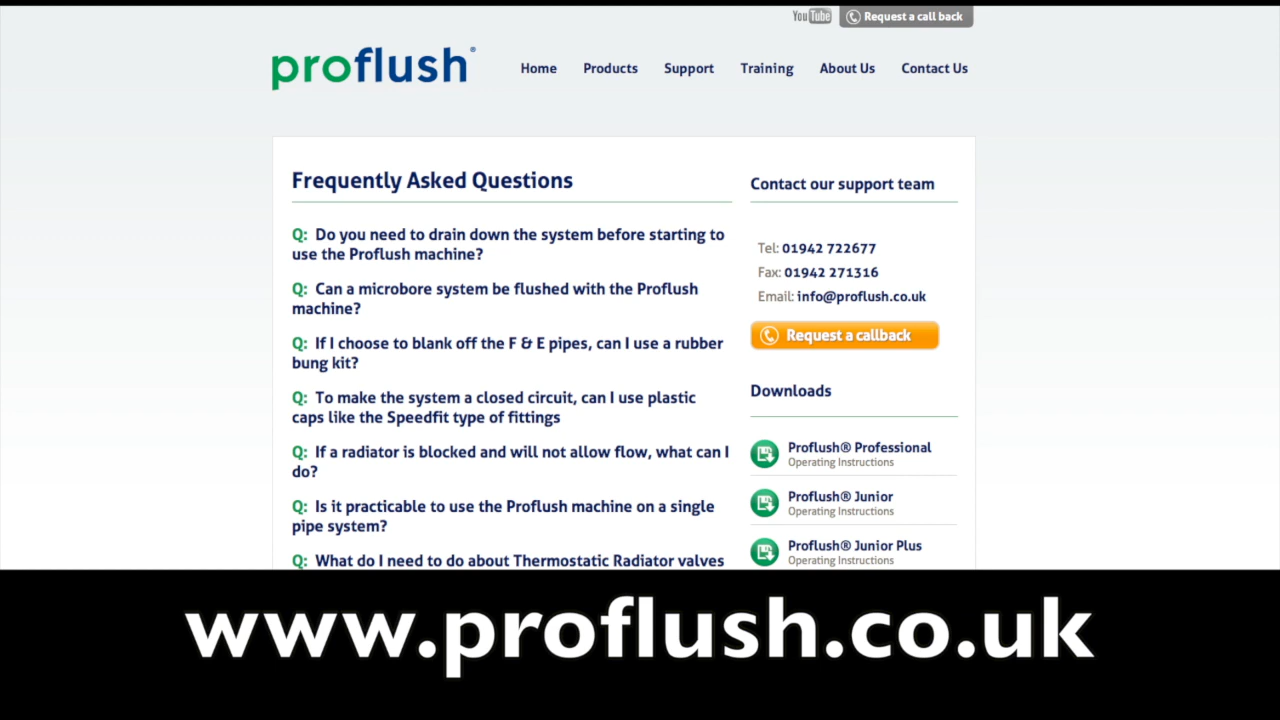 YouTube Request a call back
proflush®
Home Products Support Training About Us Contact Us
Frequently Asked Questions
Q: Do you need to drain down the system before starting to
use the Proflush machine?
Q: Can a microbore system be flushed with the Proflush
machine?
Q: If I choose to blank off the F & E pipes, can I use a rubber
bung kit?
Q: To make the system a closed circuit, can I use plastic
caps like the Speedfit type of fittings
Q: If a radiator is blocked and will not allow flow, what can I
do?
Q: Is it practicable to use the Proflush machine on a single
pipe system?
Q: What do I need to do about Thermostatic Radiator valves
Contact our support team
Tel: 01942 722677
Fax: 01942 271316
Email: info@proflush.co.uk
Request a callback
Downloads
Proflush® Professional
Operating Instructions
Proflush® Junior
Operating Instructions
Proflush® Junior Plus
Operating Instructions
www.proflush.co.uk